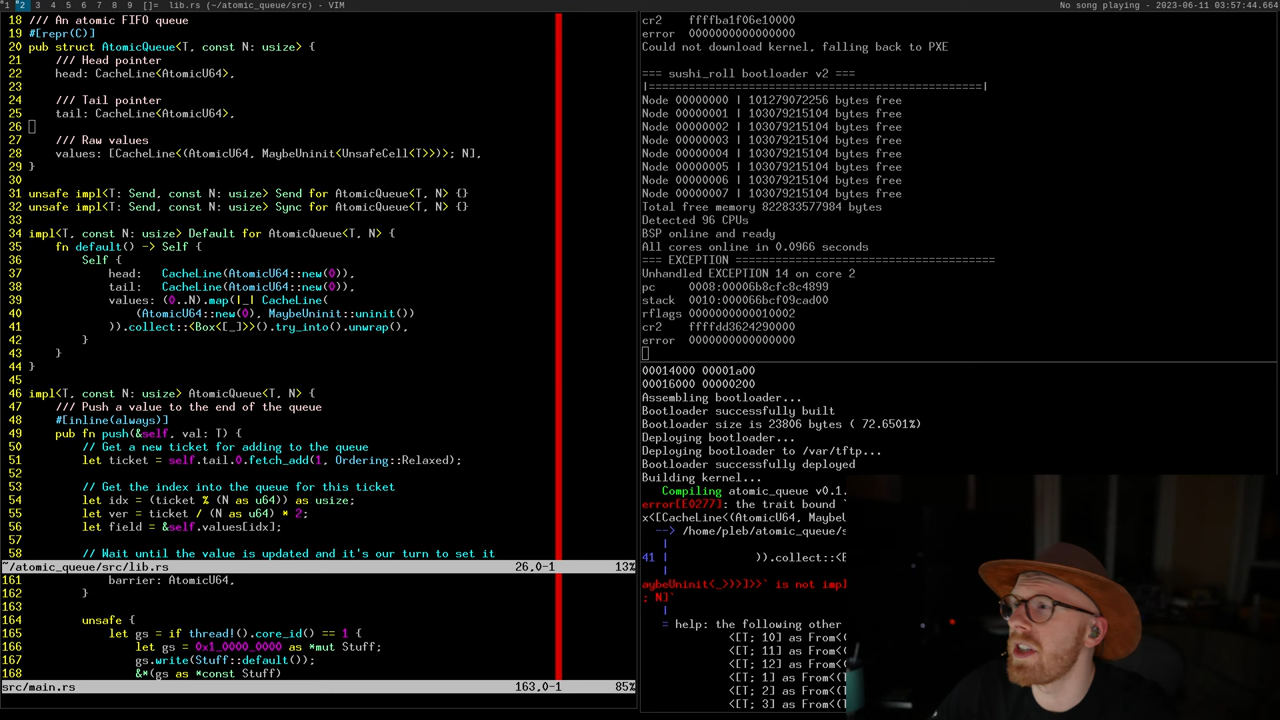 1 2 3 4 5 6 7 8 9 []= lib.rs (~/atomic_queue/src) - VIM
No song playing - 2023-06-11 03:57:44.664
18 /// An atomic FIFO queue
19 #[repr(C)]
20 pub struct AtomicQueue<T, const N: usize> {
21 /// Head pointer
22 head: CacheLine<AtomicU64>,
23
24 /// Tail pointer
25 tail: CacheLine<AtomicU64>,
26
27 /// Raw values
28 values: [CacheLine<(AtomicU64, MaybeUninit<UnsafeCell<T>>)>; N],
29 }
30
31 unsafe impl<T: Send, const N: usize> Send for AtomicQueue<T, N> {}
32 unsafe impl<T: Send, const N: usize> Sync for AtomicQueue<T, N> {}
33
34 impl<T, const N: usize> Default for AtomicQueue<T, N> {
35 fn default() -> Self {
36 Self {
37 head: CacheLine(AtomicU64::new(0)),
38 tail: CacheLine(AtomicU64::new(0)),
39 values: (0..N).map(|_| CacheLine(
40 (AtomicU64::new(0), MaybeUninit::uninit())
41 )).collect::<Box<[_]>>().try_into().unwrap(),
42 }
43 }
44 }
45
46 impl<T, const N: usize> AtomicQueue<T, N> {
47 /// Push a value to the end of the queue
48 #[inline(always)]
49 pub fn push(&self, val: T) {
50 // Get a new ticket for adding to the queue
51 let ticket = self.tail.0.fetch_add(1, Ordering::Relaxed);
52
53 // Get the index into the queue for this ticket
54 let idx = (ticket % (N as u64)) as usize;
55 let ver = ticket / (N as u64) * 2;
56 let field = &self.values[idx];
57
58 // Wait until the value is updated and it's our turn to set it
~/atomic_queue/src/lib.rs 26,0-1 13%
161 barrier: AtomicU64,
162 }
163
164 unsafe {
165 let gs = if thread!().core_id() == 1 {
166 let gs = 0x1_0000_0000 as *mut Stuff;
167 gs.write(Stuff::default());
168 &*(gs as *const Stuff)
src/main.rs 163,0-1 85%
cr2 ffffba1f06e10000
error 0000000000000000
Could not download kernel, falling back to PXE
=== sushi_roll bootloader v2 ===
|==================================================|
Node 00000000 | 101279072256 bytes free
Node 00000001 | 103079215104 bytes free
Node 00000002 | 103079215104 bytes free
Node 00000003 | 103079215104 bytes free
Node 00000004 | 103079215104 bytes free
Node 00000005 | 103079215104 bytes free
Node 00000006 | 103079215104 bytes free
Node 00000007 | 103079215104 bytes free
Total free memory 822833577984 bytes
Detected 96 CPUs
BSP online and ready
All cores online in 0.0966 seconds
=== EXCEPTION =======================================
Unhandled EXCEPTION 14 on core 2
pc 0008:00006b8cfc8c4899
stack 0010:000066bcf09cad00
rflags 0000000000010002
cr2 ffffdd3624290000
error 0000000000000000
00014000 00001a00
00016000 00000200
Assembling bootloader...
Bootloader successfully built
Bootloader size is 23806 bytes ( 72.6501%)
Deploying bootloader...
Deploying bootloader to /var/tftp...
Bootloader successfully deployed
Building kernel...
Compiling atomic_queue v0.1.
error[E0277]: the trait bound
x<[CacheLine<(AtomicU64, Maybe
--> /home/pleb/atomic_queue/s
|
41 | )).collect::<
|
aybeUninit<_>)>]>>` is not impl
; N]`
|
= help: the following other
<[T; 10] as From<(
<[T; 11] as From<(
<[T; 12] as From<(
<[T; 1] as From<(T
<[T; 2] as From<(T
<[T; 3] as From<(T